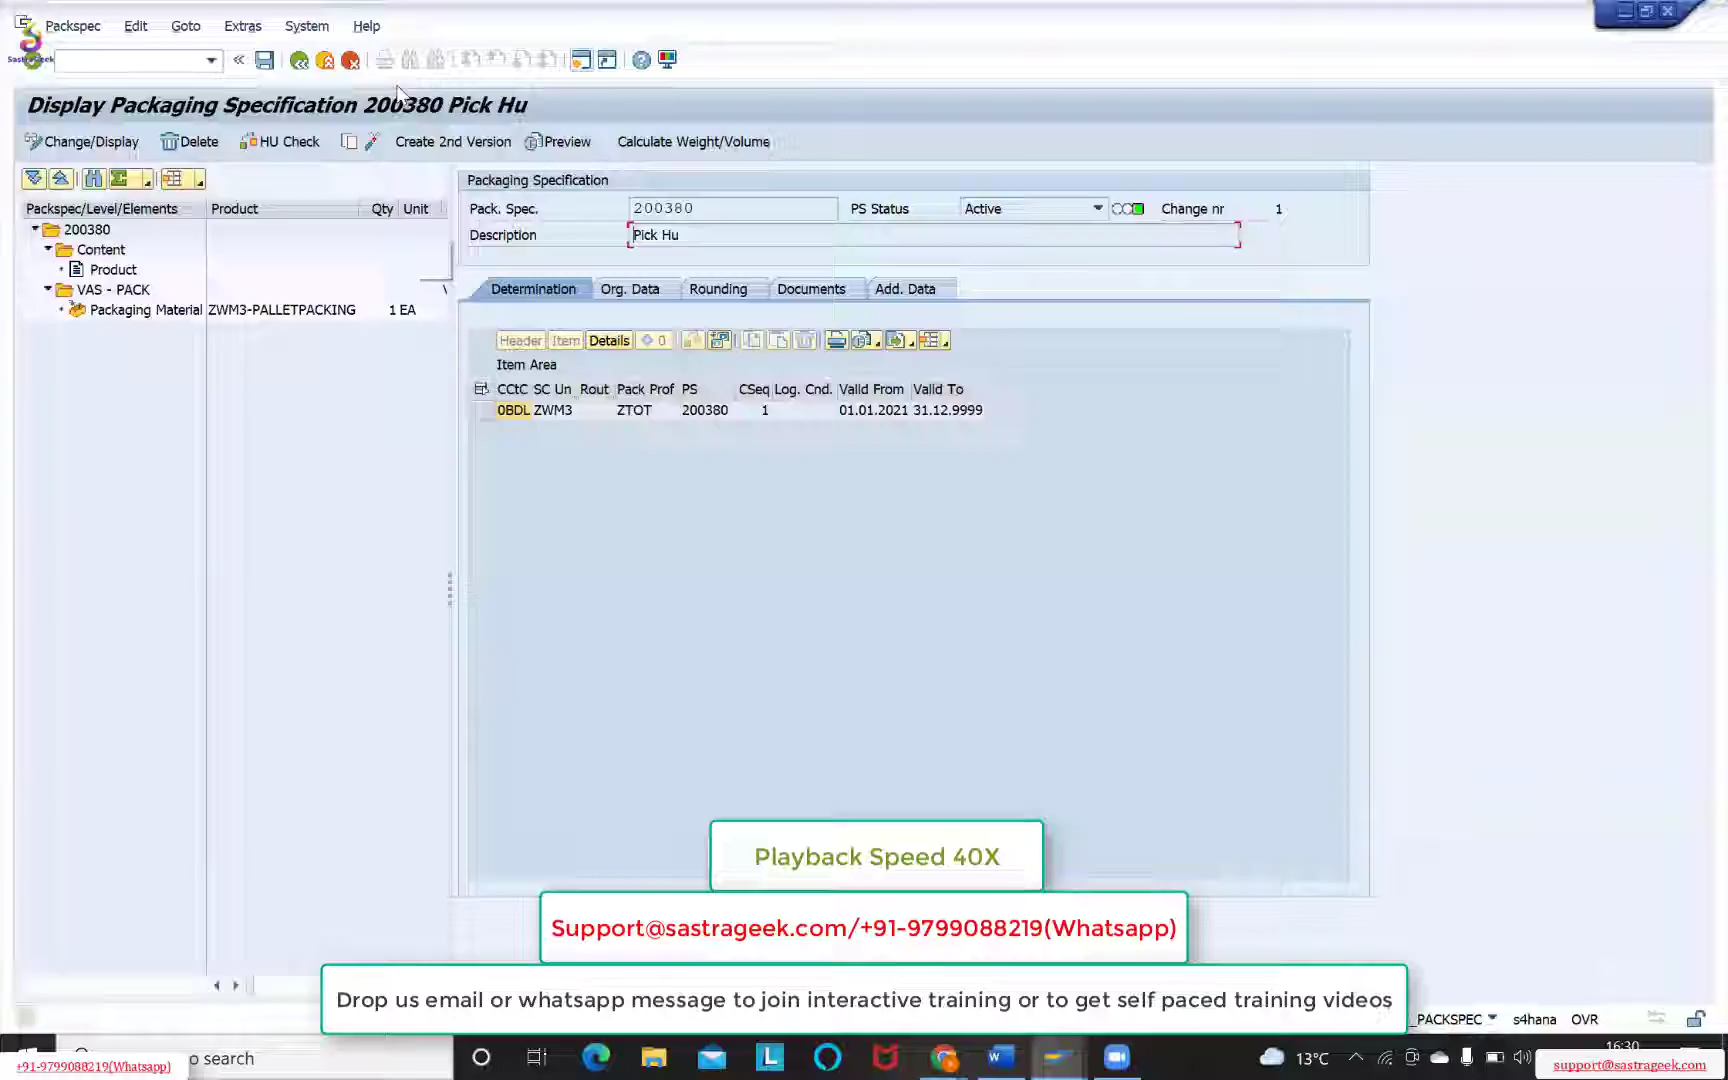 Packspec Edit Goto Extras System Help
SastraGeek
Display Packaging Specification 200380 Pick Hu
Change/Display Delete HU Check Create 2nd Version Preview Calculate Weight/Volume
Packspec/Level/Elements Product Qty Unit
200380
Content
Product
VAS - PACK
Packaging Material ZWM3-PALLETPACKING 1 EA
Packaging Specification
Pack. Spec. 200380 PS Status Active Change nr 1
Description Pick Hu
Determination Org. Data Rounding Documents Add. Data
Header Item Details 0
Item Area
CCtC SC Un Rout Pack Prof PS CSeq Log. Cnd. Valid From Valid To
0BDL ZWM3 ZTOT 200380 1 01.01.2021 31.12.9999
Playback Speed 40X
Support@sastrageek.com/+91-9799088219(Whatsapp)
Drop us email or whatsapp message to join interactive training or to get self paced training videos
_PACKSPEC s4hana OVR
o search
13°C
16:30
+91-9799088219(Whatsapp)
support@sastrageek.com